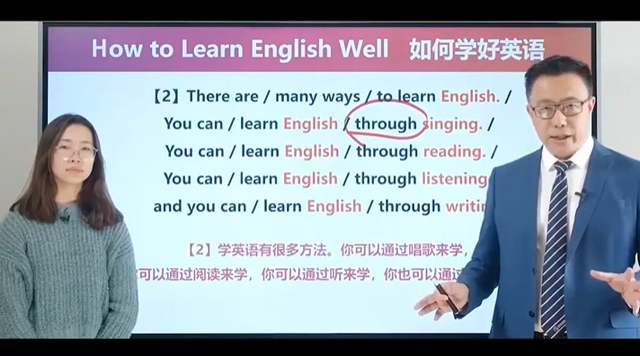 How to Learn English Well 如何学好英语
【2】There are / many ways / to learn English. /
You can / learn English / through singing. /
You can / learn English / through reading. /
You can / learn English / through listening
and you can / learn English / through writin
【2】学英语有很多方法。你可以通过唱歌来学，
可以通过阅读来学，你可以通过听来学，你也可以通过